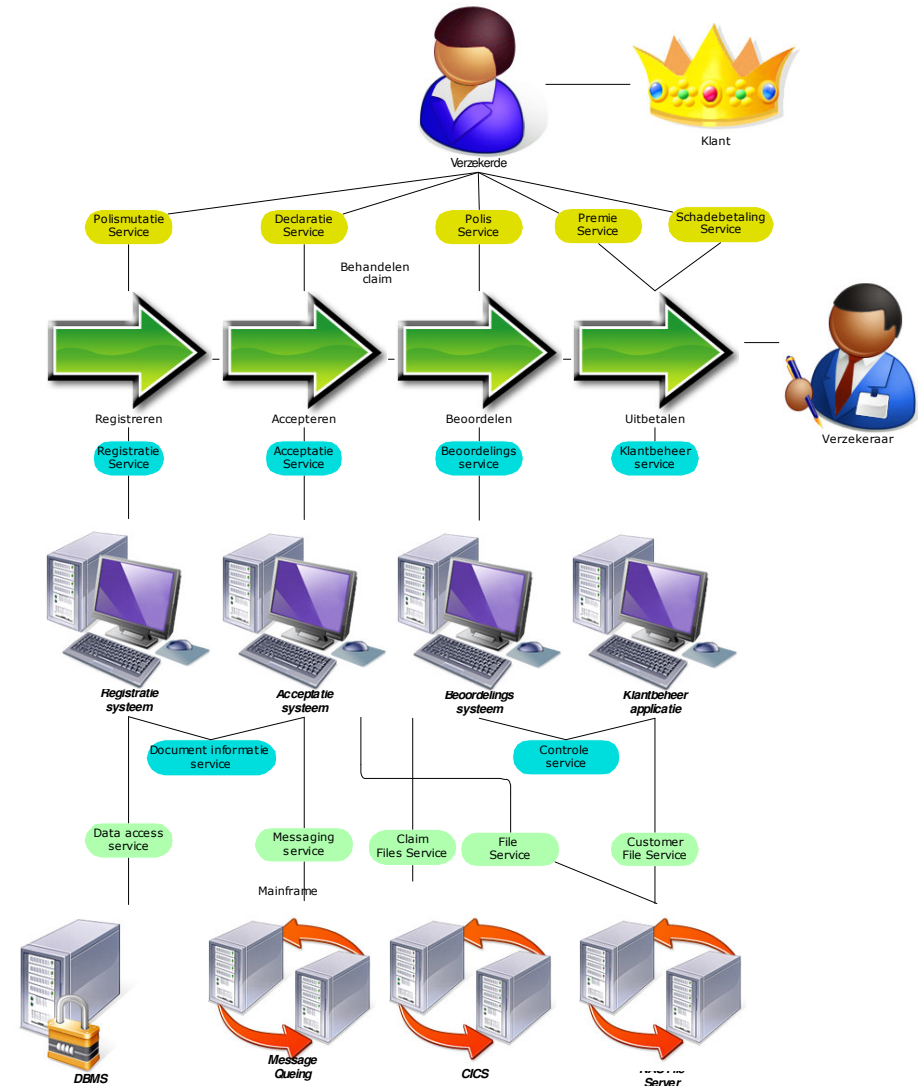 Verzekerde
Klant
Polismutatie
Service
Declaratie
Service
Polis
Service
Premie
Service
Schadebetaling
Service
Behandelen
claim
Registreren
Accepteren
Beoordelen
Uitbetalen
Verzekeraar
Registratie
Service
Acceptatie
Service
Beoordelings
service
Klantbeheer
service
Registratie
systeem
Acceptatie
systeem
Beoordelings
systeem
Klantbeheer
applicatie
Document informatie
service
Controle
service
Data access
service
Messaging
service
Claim
Files Service
File
Service
Customer
File Service
Mainframe
DBMS
Message
Queing
CICS
Server